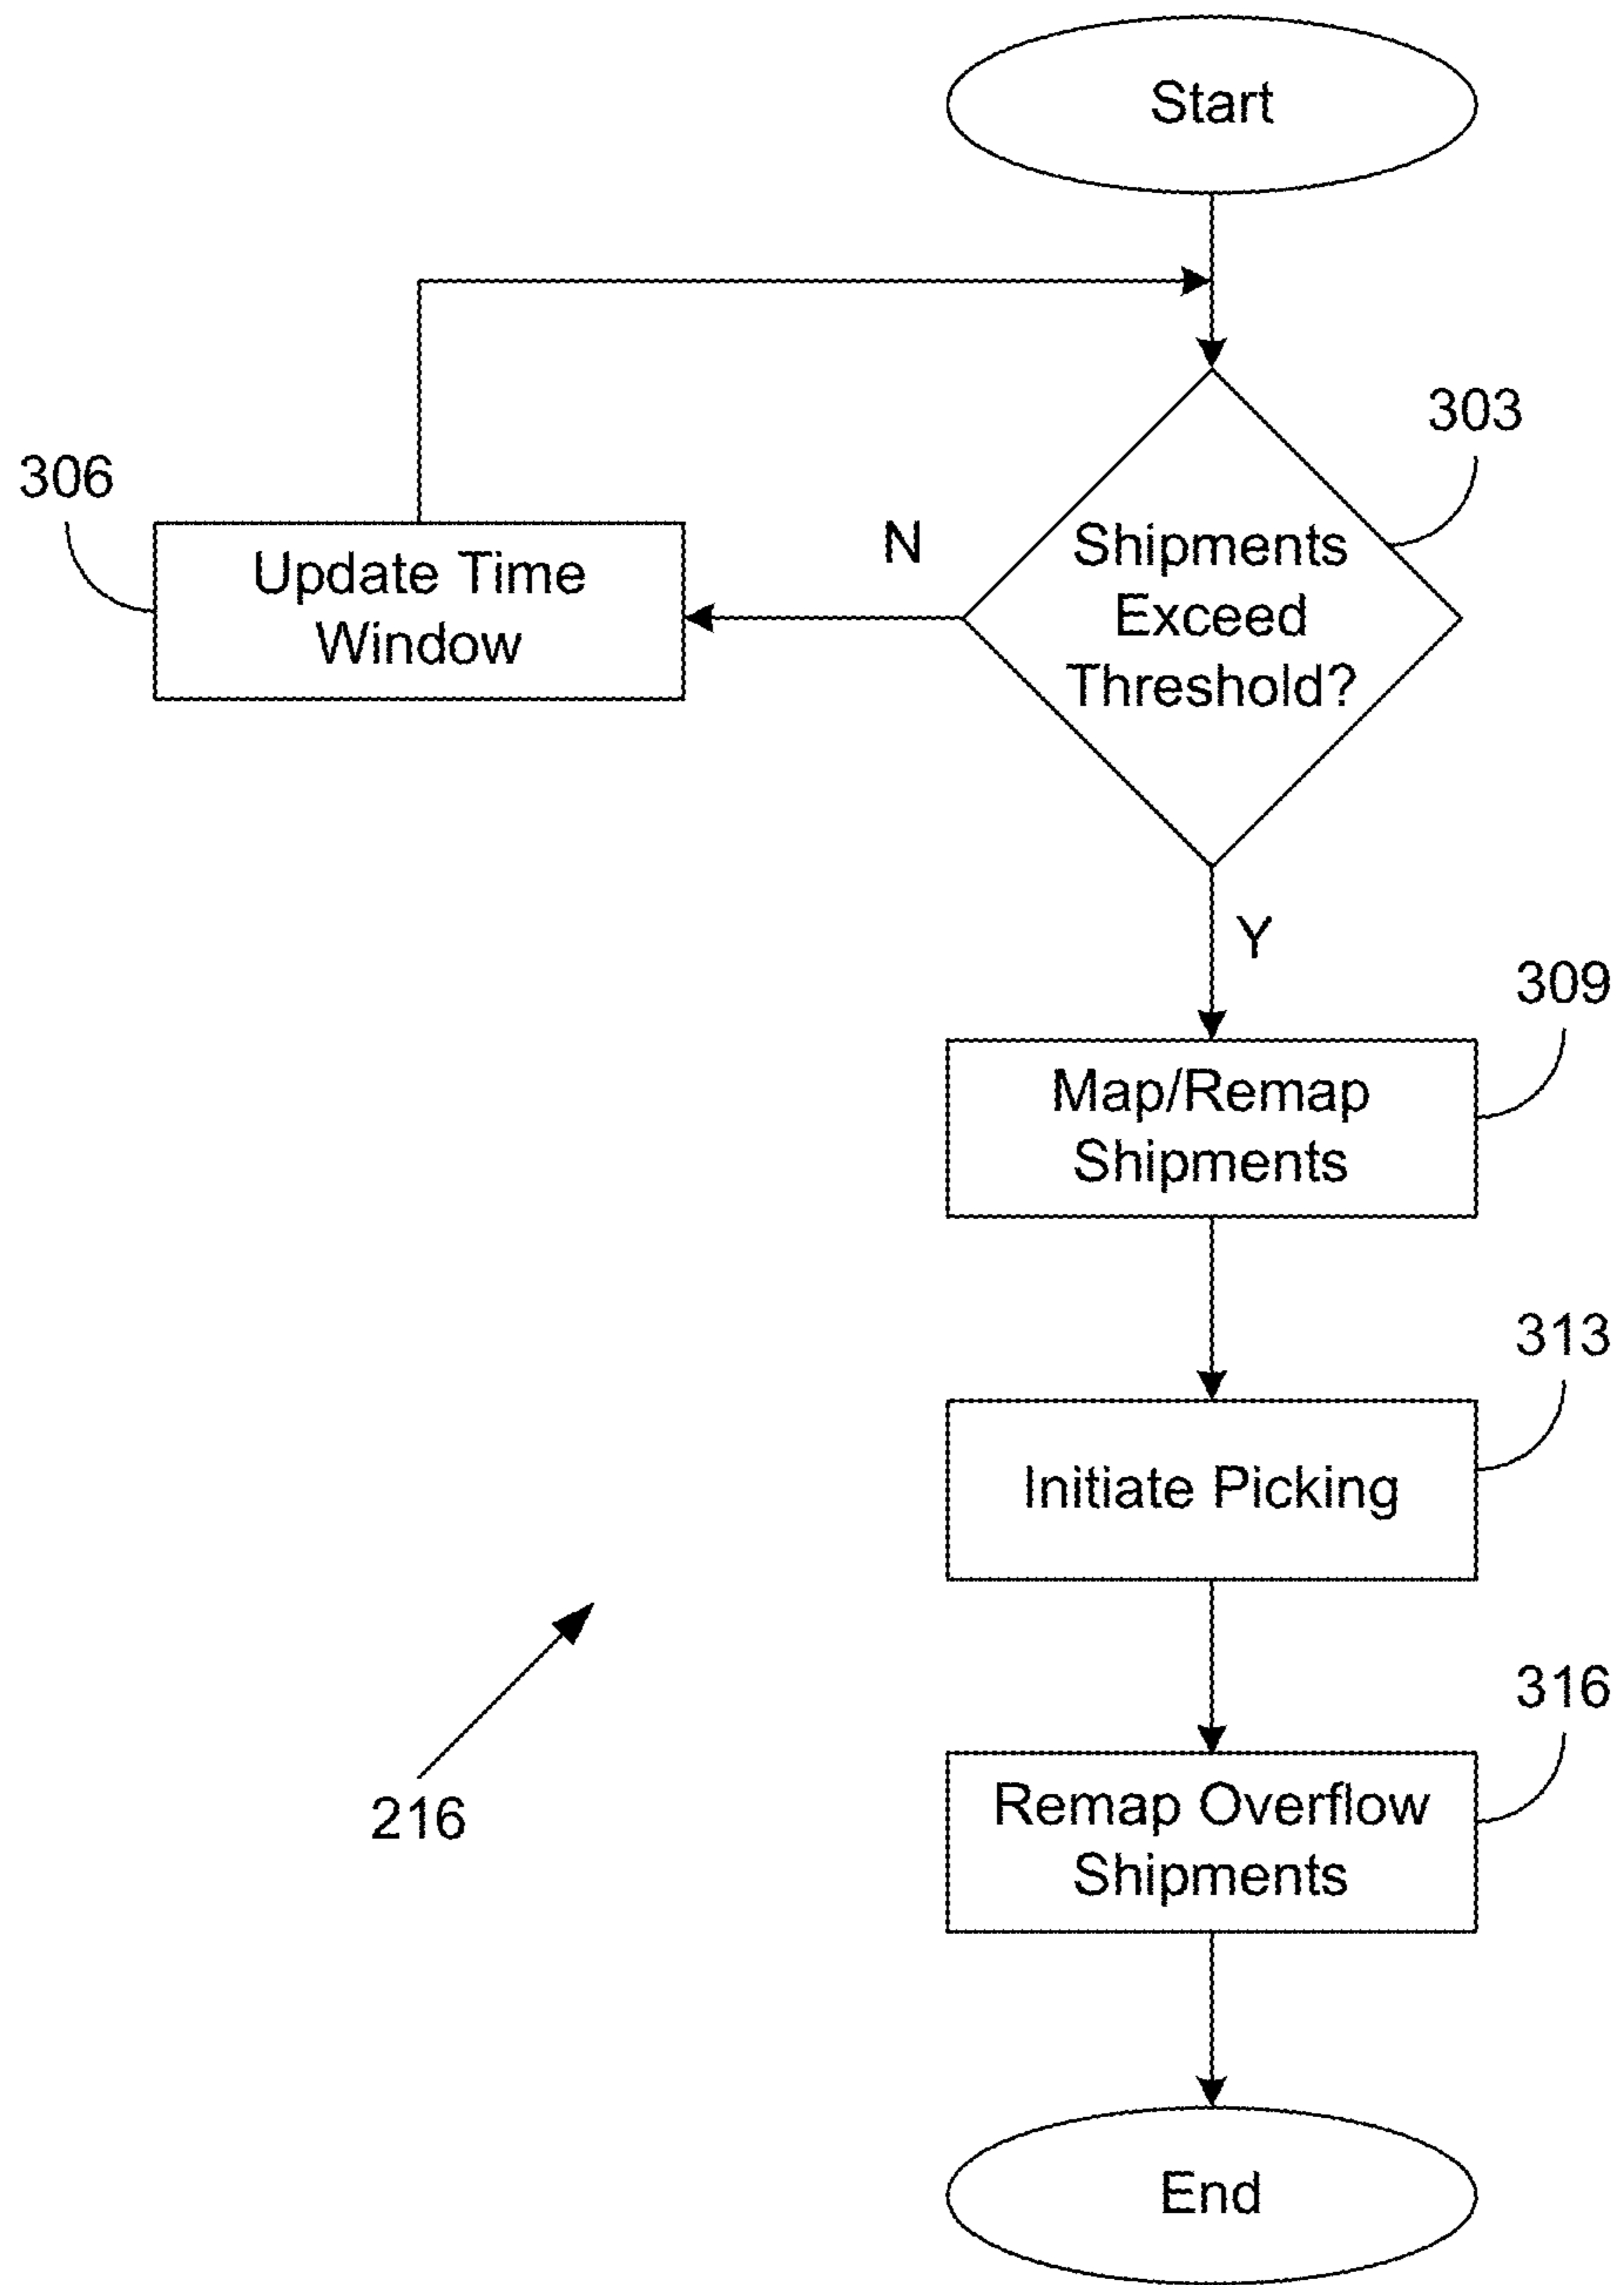 Start
303
306
N
Shipments
Exceed
Threshold?
Update Time
Window
Y
309
Map/Remap
Shipments
313
Initiate Picking
316
Remap Overflow
Shipments
216
End